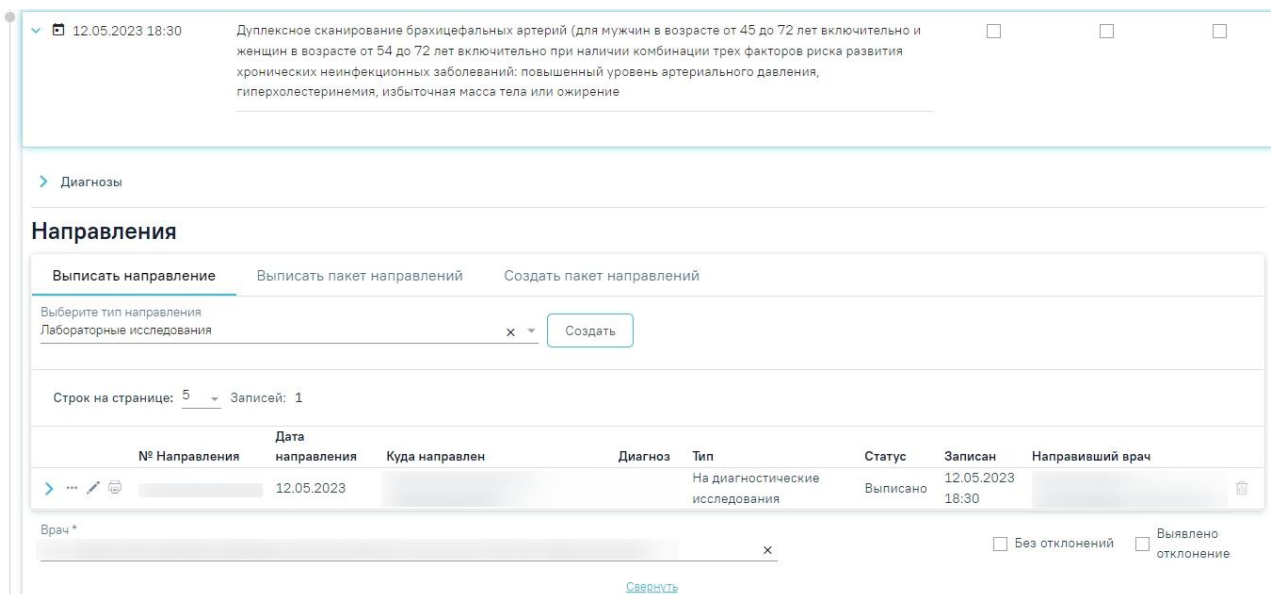 12.05.2023 18:30
Дуплексное сканирование брахицефальных артерий (для мужчин в возрасте от 45 до 72 лет включительно и
женщин в возрасте от 54 до 72 лет включительно при наличии комбинации трех факторов риска развития
хронических неинфекционных заболеваний: повышенный уровень артериального давления,
гиперхолестеринемия, избыточная масса тела или ожирение
Диагнозы
Направления
Выписать направление Выписать пакет направлений Создать пакет направлений
Выберите тип направления
Лабораторные исследования
Создать
Строк на странице: 5 Записей: 1
№ Направления Дата направления Куда направлен Диагноз Тип Статус Записан Направивший врач
12.05.2023 На диагностические исследования Выписано 12.05.2023 18:30
Врач *
Без отклонений Выявлено отклонение
Свернуть